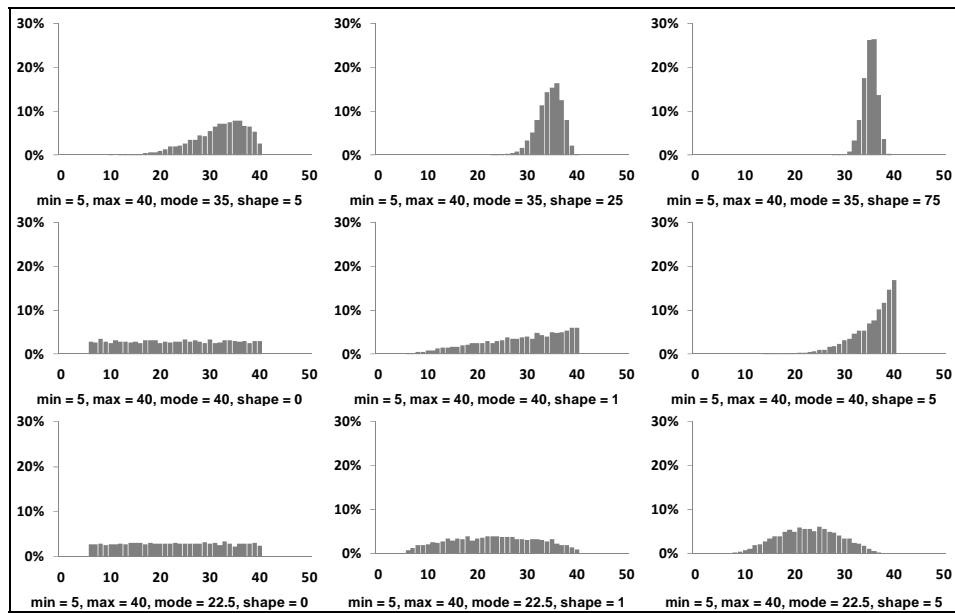 30% 30% 30%
20% 20% 20%
10% 10% 10%
0% 0% 0%
0 10 20 30 40 50 0 10 20 30 40 50 0 10 20 30 40 50
min = 5, max = 40, mode = 35, shape = 5 min = 5, max = 40, mode = 35, shape = 25 min = 5, max = 40, mode = 35, shape = 75
30% 30% 30%
20% 20% 20%
10% 10% 10%
0% 0% 0%
0 10 20 30 40 50 0 10 20 30 40 50 0 10 20 30 40 50
min = 5, max = 40, mode = 40, shape = 0 min = 5, max = 40, mode = 40, shape = 1 min = 5, max = 40, mode = 40, shape = 5
30% 30% 30%
20% 20% 20%
10% 10% 10%
0% 0% 0%
0 10 20 30 40 50 0 10 20 30 40 50 0 10 20 30 40 50
min = 5, max = 40, mode = 22.5, shape = 0 min = 5, max = 40, mode = 22.5, shape = 1 min = 5, max = 40, mode = 22.5, shape = 5